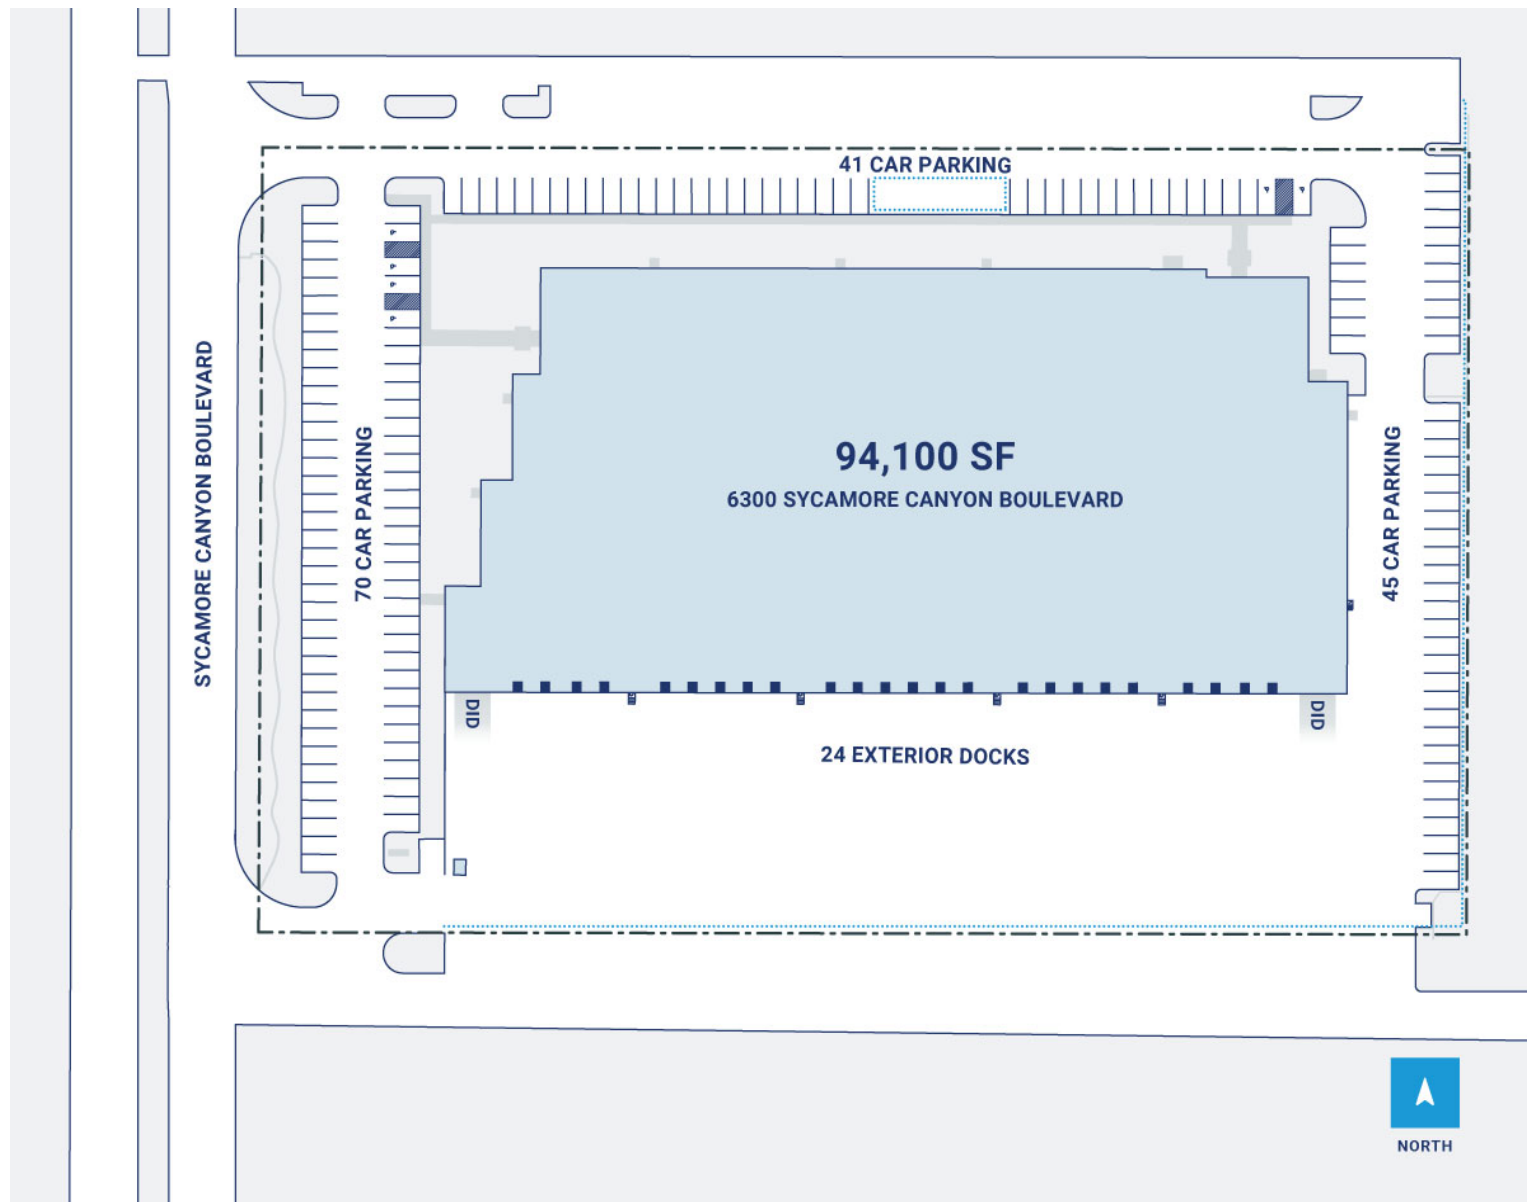 41 CAR PARKING
SYCAMORE CANYON BOULEVARD
70 CAR PARKING
94,100 SF
6300 SYCAMORE CANYON BOULEVARD
45 CAR PARKING
DID
DID
24 EXTERIOR DOCKS
NORTH